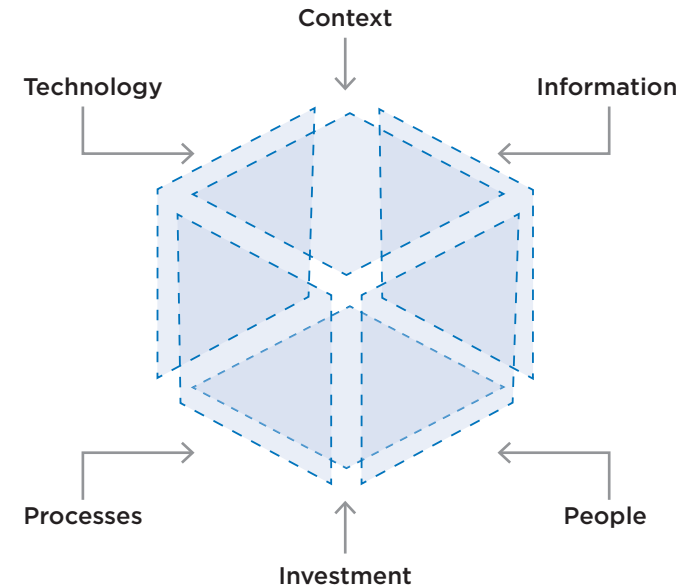 Context
Technology
Information
Processes
People
Investment